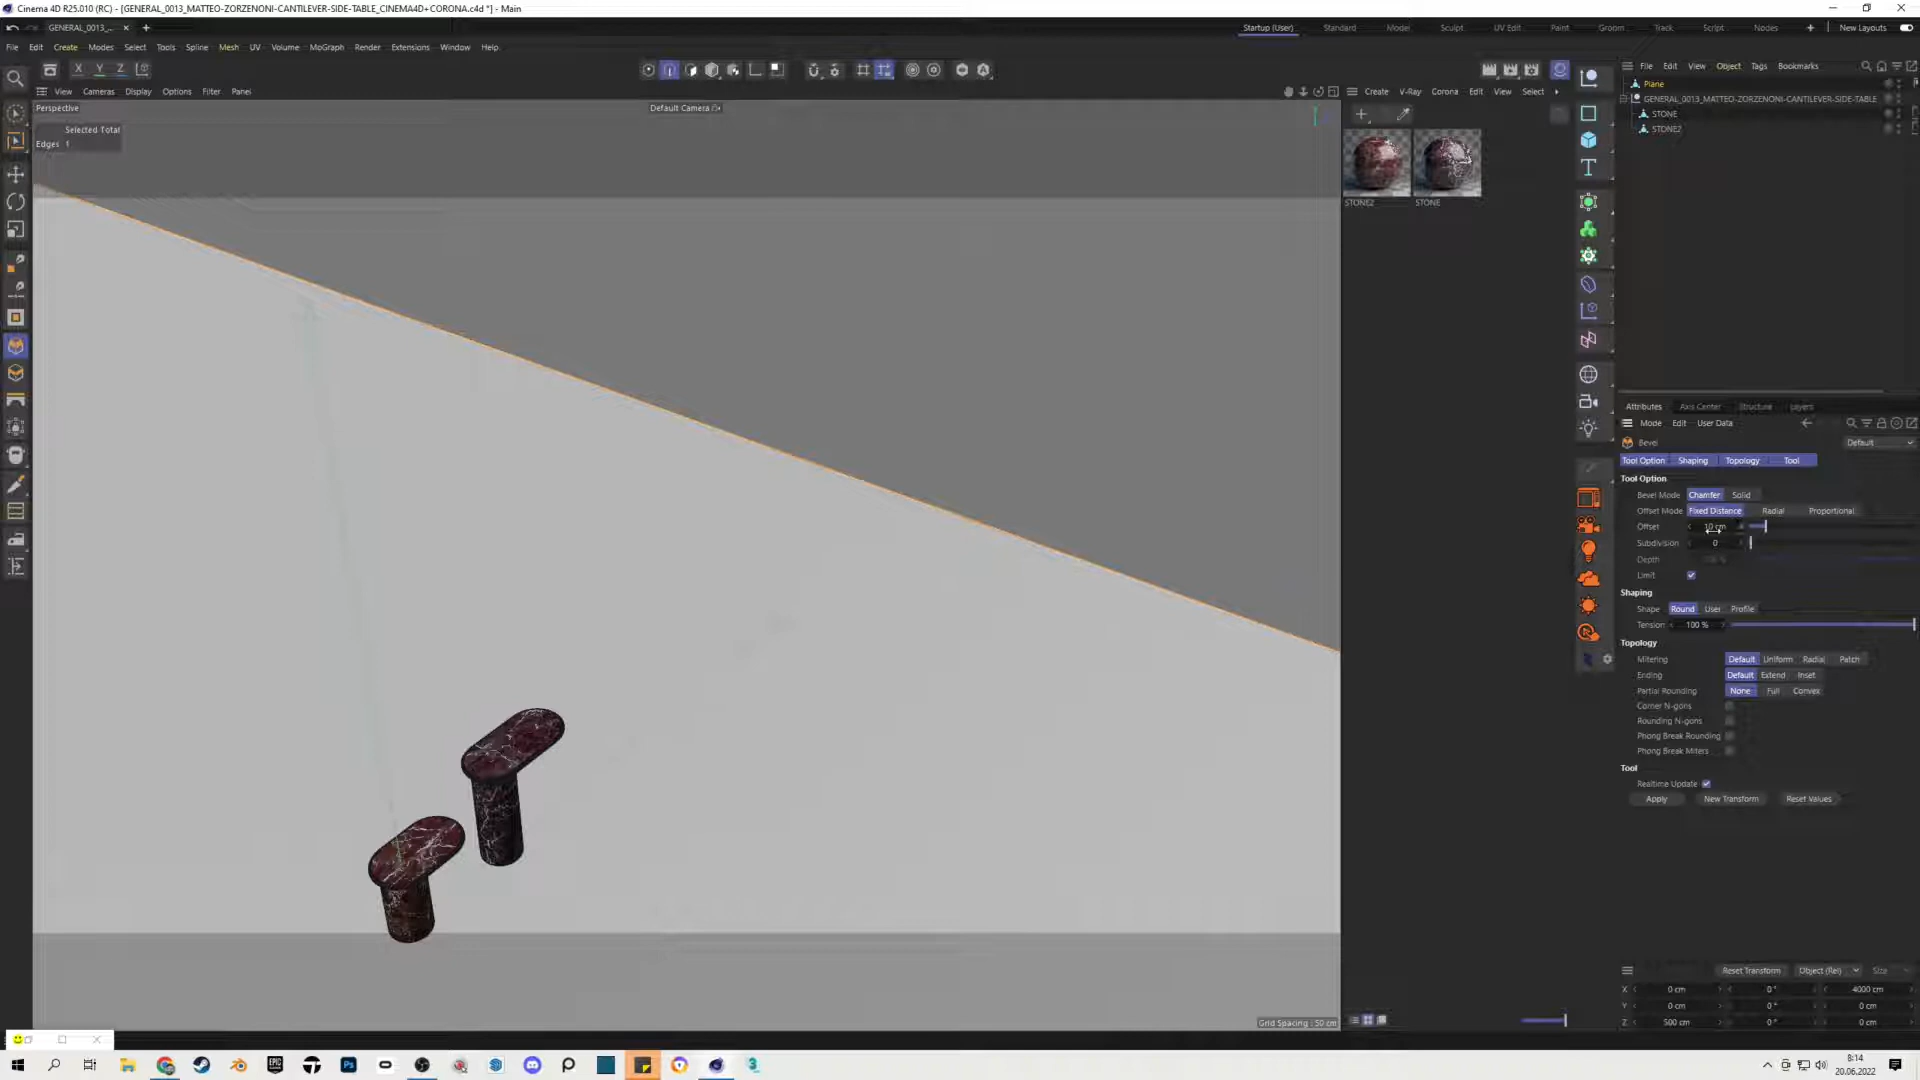 Cinema 4D R25.010 (RC) - [GENERAL_0013_MATTEO-ZORZENONI-CANTILEVER-SIDE-TABLE_CINEMA4D+CORONA.c4d *] - Main
GENERAL_0013_... × +
Startup (User) Standard Model Sculpt UV Edit Paint Groom Track Script Nodes + New Layouts
File Edit Create Modes Select Tools Spline Mesh UV Volume MoGraph Render Extensions Window Help
X Y Z
File Edit View Object Tags Bookmarks
View Cameras Display Options Filter Panel
Create V-Ray Corona Edit View Select
Plane
GENERAL_0013_MATTEO-ZORZENONI-CANTILEVER-SIDE-TABLE
STONE
STONE2
Perspective
Default Camera
Selected Total
Edges 1
STONE2 STONE
Attributes Axis Center Structure Layers
Mode Edit User Data
Bevel Default
Tool Option Shaping Topology Tool
Tool Option
Bevel Mode Chamfer Solid
Offset Mode Fixed Distance Radial Proportional
Offset 10 cm
Subdivision 0
Depth
Limit
Shaping
Shape Round User Profile
Tension 100 %
Topology
Mitering Default Uniform Radial Patch
Ending Default Extend Inset
Partial Rounding None Full Convex
Corner N-gons
Rounding N-gons
Phong Break Rounding
Phong Break Miters
Tool
Realtime Update
Apply New Transform Reset Values
Reset Transform Object (Rel) Size
X 0 cm 0 ° 4000 cm
Y 0 cm 0 ° 0 cm
Z 500 cm 0 ° 0 cm
Grid Spacing : 50 cm
8:14
20.06.2022